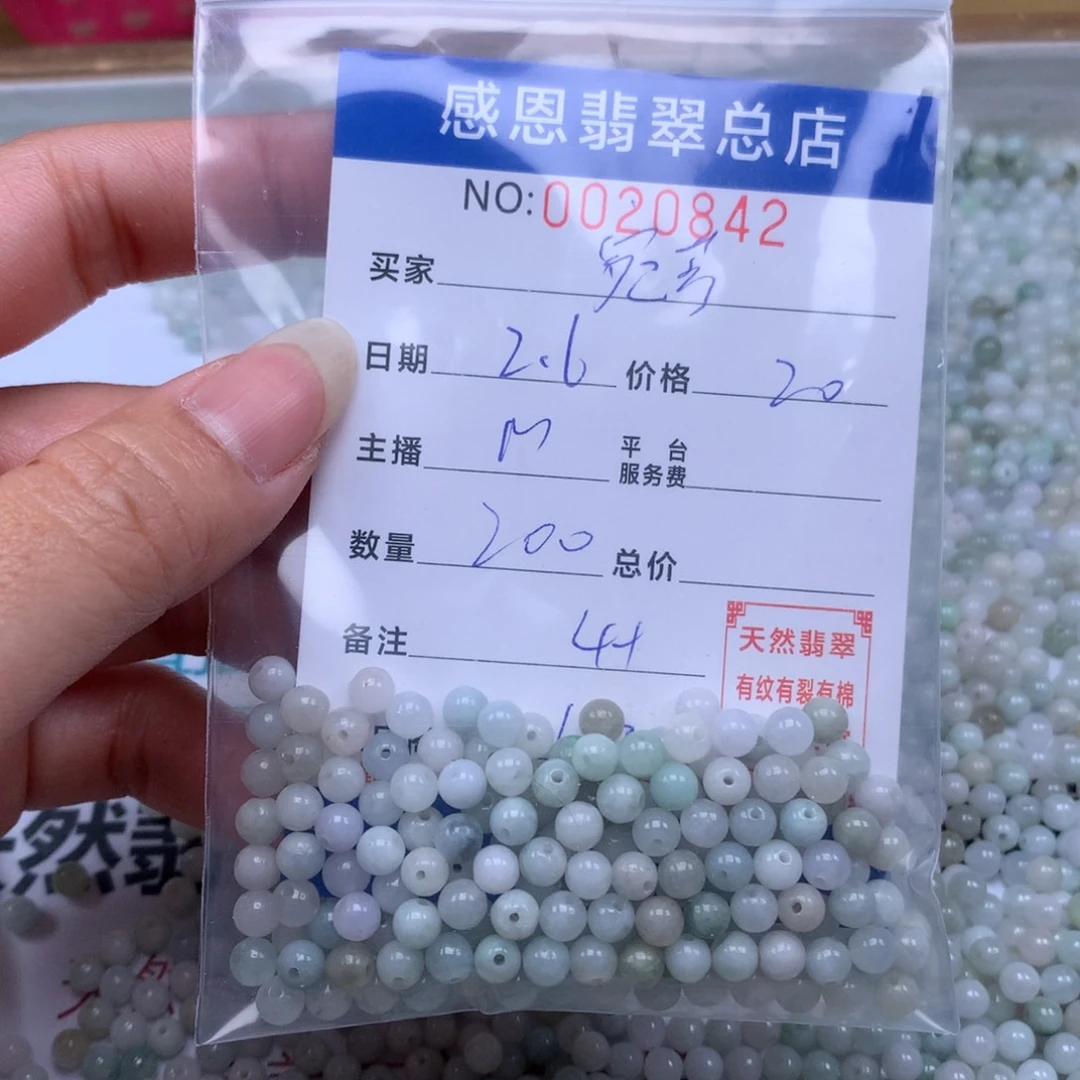 感恩翡翠总店
NO:0020842
买家
日期 2.6 价格 20
主播 M 平台服务费
数量 200 总价
备注 4H
天然翡翠
有纹有裂有棉